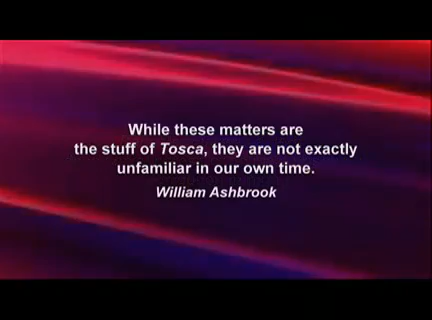 While these matters are
the stuff of Tosca, they are not exactly
unfamiliar in our own time.
William Ashbrook